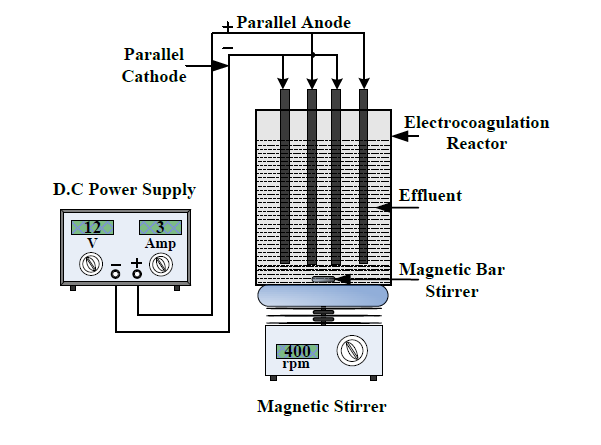 + Parallel Anode
−
Parallel
Cathode
Electrocoagulation
Reactor
D.C Power Supply
Effluent
12 3
V Amp
− +
Magnetic Bar
Stirrer
400
rpm
Magnetic Stirrer